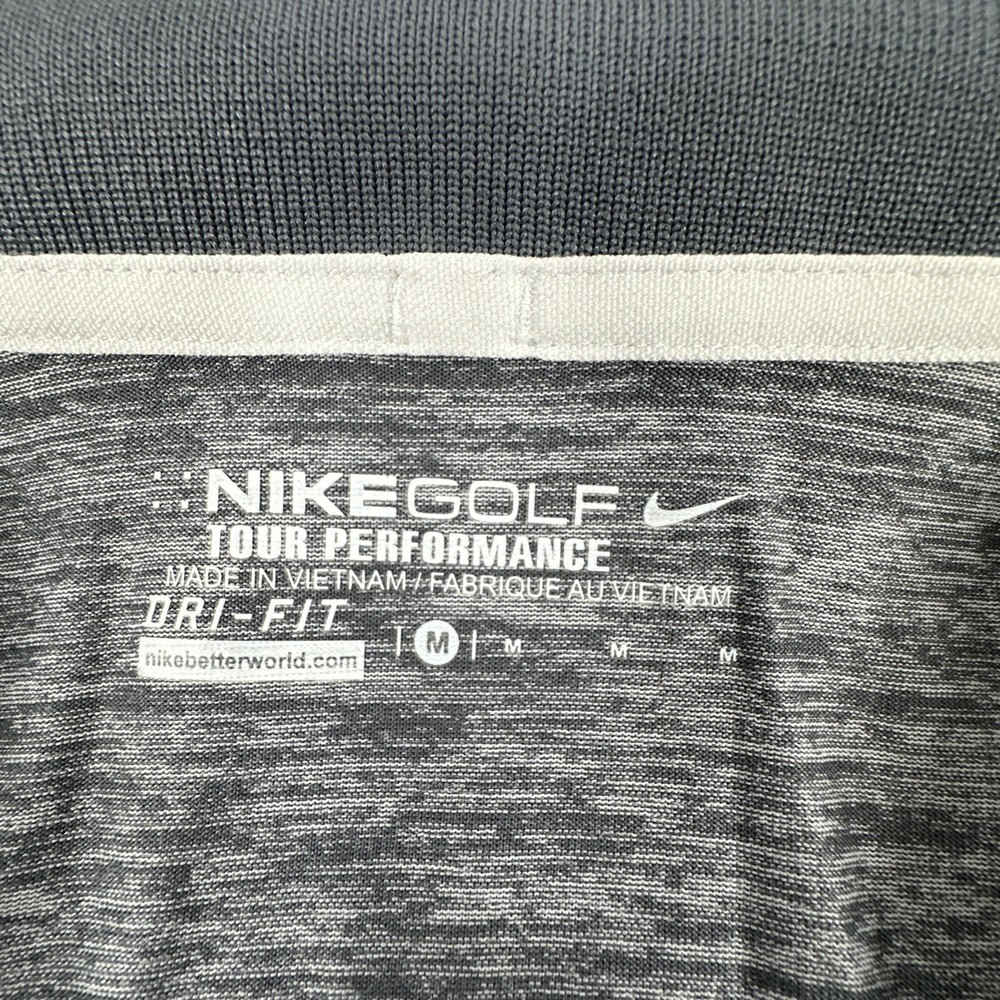 NIKEGOLF
TOUR PERFORMANCE
MADE IN VIETNAM / FABRIQUE AU VIETNAM
DRI-FIT
nikebetterworld.com | M | M M M